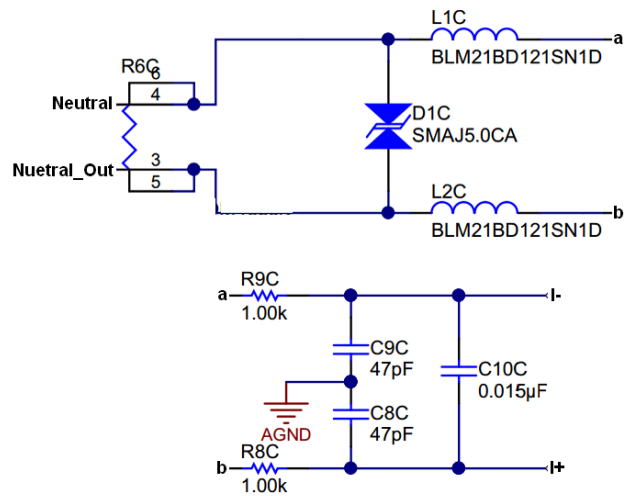 L1C
a
BLM21BD121SN1D
R6C
6
4
Neutral
D1C
SMAJ5.0CA
3
Nuetral_Out
5
L2C
b
BLM21BD121SN1D
R9C
a
I-
1.00k
C9C
47pF
C10C
0.015µF
C8C
47pF
AGND
R8C
b
I+
1.00k